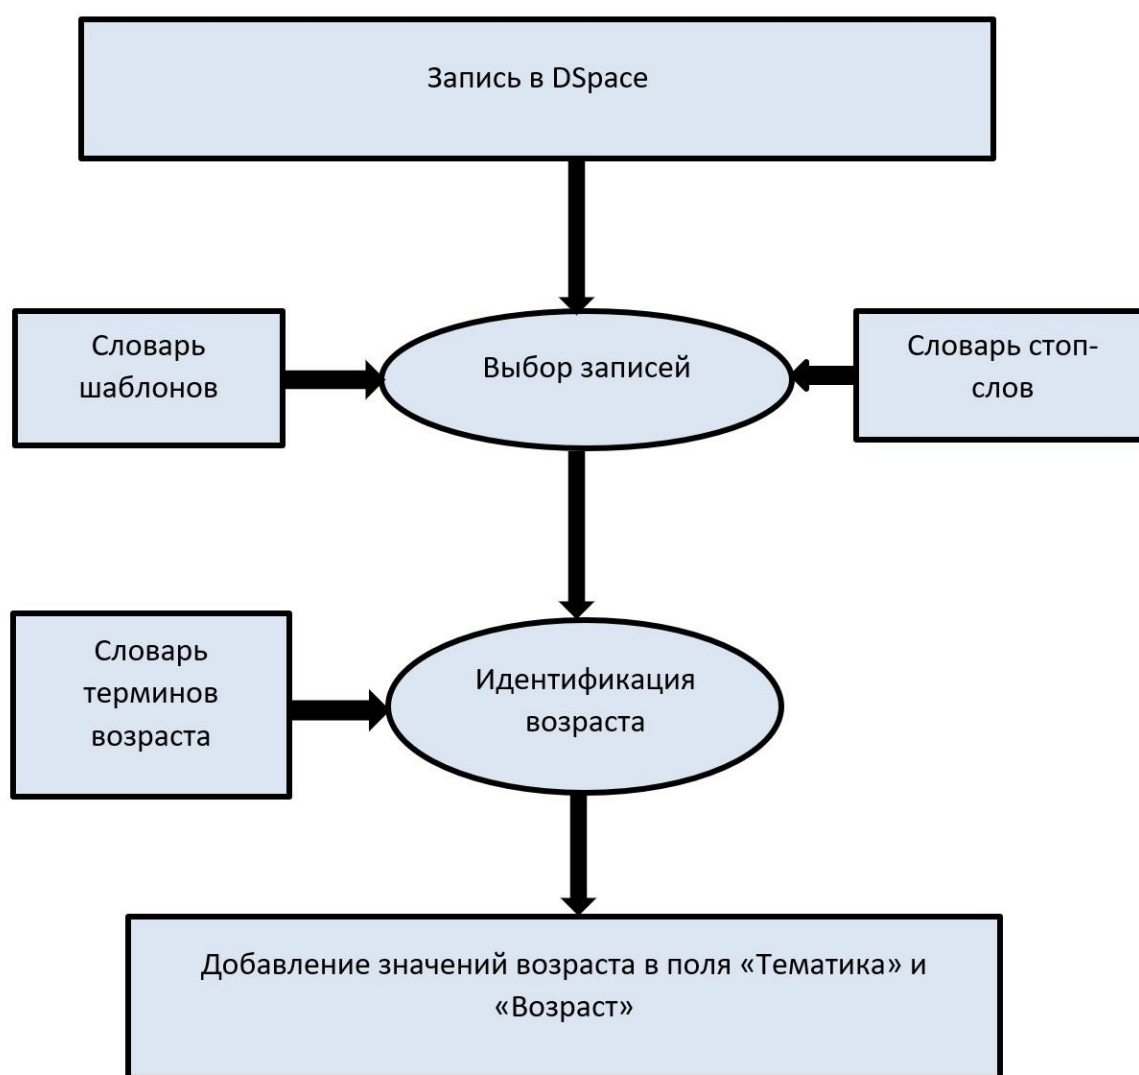 Запись в DSpace
Словарь
шаблонов
Выбор записей
Словарь стоп-
слов
Словарь
терминов
возраста
Идентификация
возраста
Добавление значений возраста в поля «Тематика» и
«Возраст»